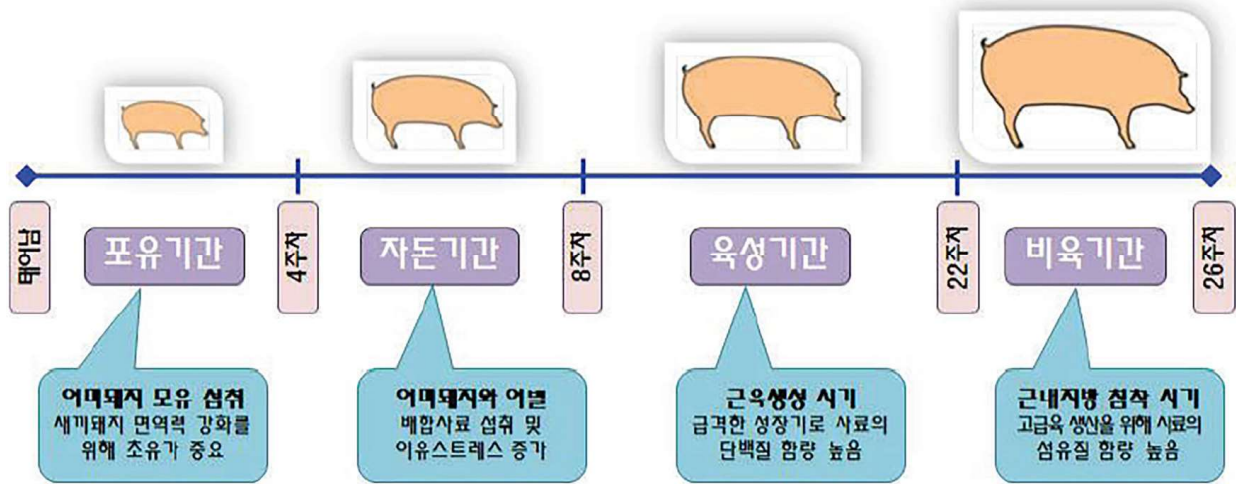 태어남
포유기간
4주차
자돈기간
8주차
육성기간
22주차
비육기간
26주차
어미돼지 모유 섭취
새끼돼지 면역력 강화를
위해 초유가 중요
어미돼지와 이별
배합사료 섭취 및
이유스트레스 증가
근육생성 시기
급격한 성장기로 사료의
단백질 함량 높음
근내지방 침착 시기
고급육 생산을 위해 사료의
섬유질 함량 높음